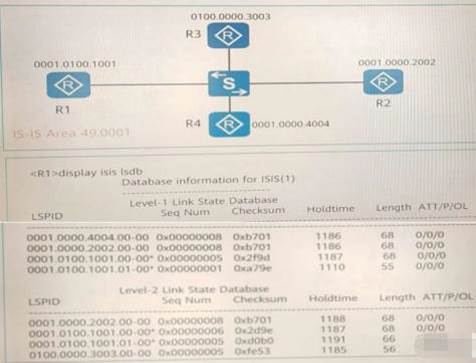 0100.0000.3003
R3
0001.0100.1001
0001.0000.2002
R
R
S
R
R1
R2
R4
R
0001.0000.4004
IS-IS Area 49.0001
<R1>display isis lsdb
Database information for ISIS(1)
Level-1 Link State Database
LSPID Seq Num Checksum Holdtime Length ATT/P/OL
0001.0000.4004.00-00 0x00000008 0xb701 1186 68 0/0/0
0001.0000.2002.00-00 0x00000008 0xb701 1186 68 0/0/0
0001.0100.1001.00-00* 0x00000005 0x2f9d 1187 68 0/0/0
0001.0100.1001.01-00* 0x00000001 0xa79e 1110 55 0/0/0
Level-2 Link State Database
LSPID Seq Num Checksum Holdtime Length ATT/P/OL
0001.0000.2002.00-00 0x00000008 0xb701 1188 68 0/0/0
0001.0100.1001.00-00* 0x00000006 0x2d9e 1187 68 0/0/0
0001.0100.1001.01-00* 0x00000005 0xd0b0 1191 66
0100.0000.3003.00-00 0x00000005 0xfe53 1185 56